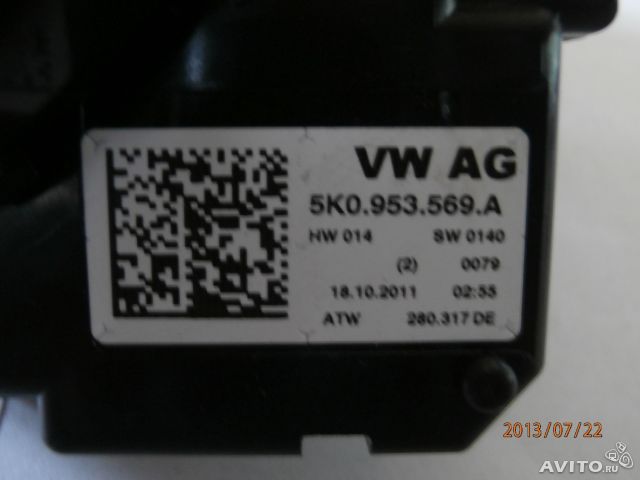 VW AG
5K0.953.569.A
HW 014 SW 0140
(2) 0079
18.10.2011 02:55
ATW 280.317 DE
2013/07/22
AVITO.ru